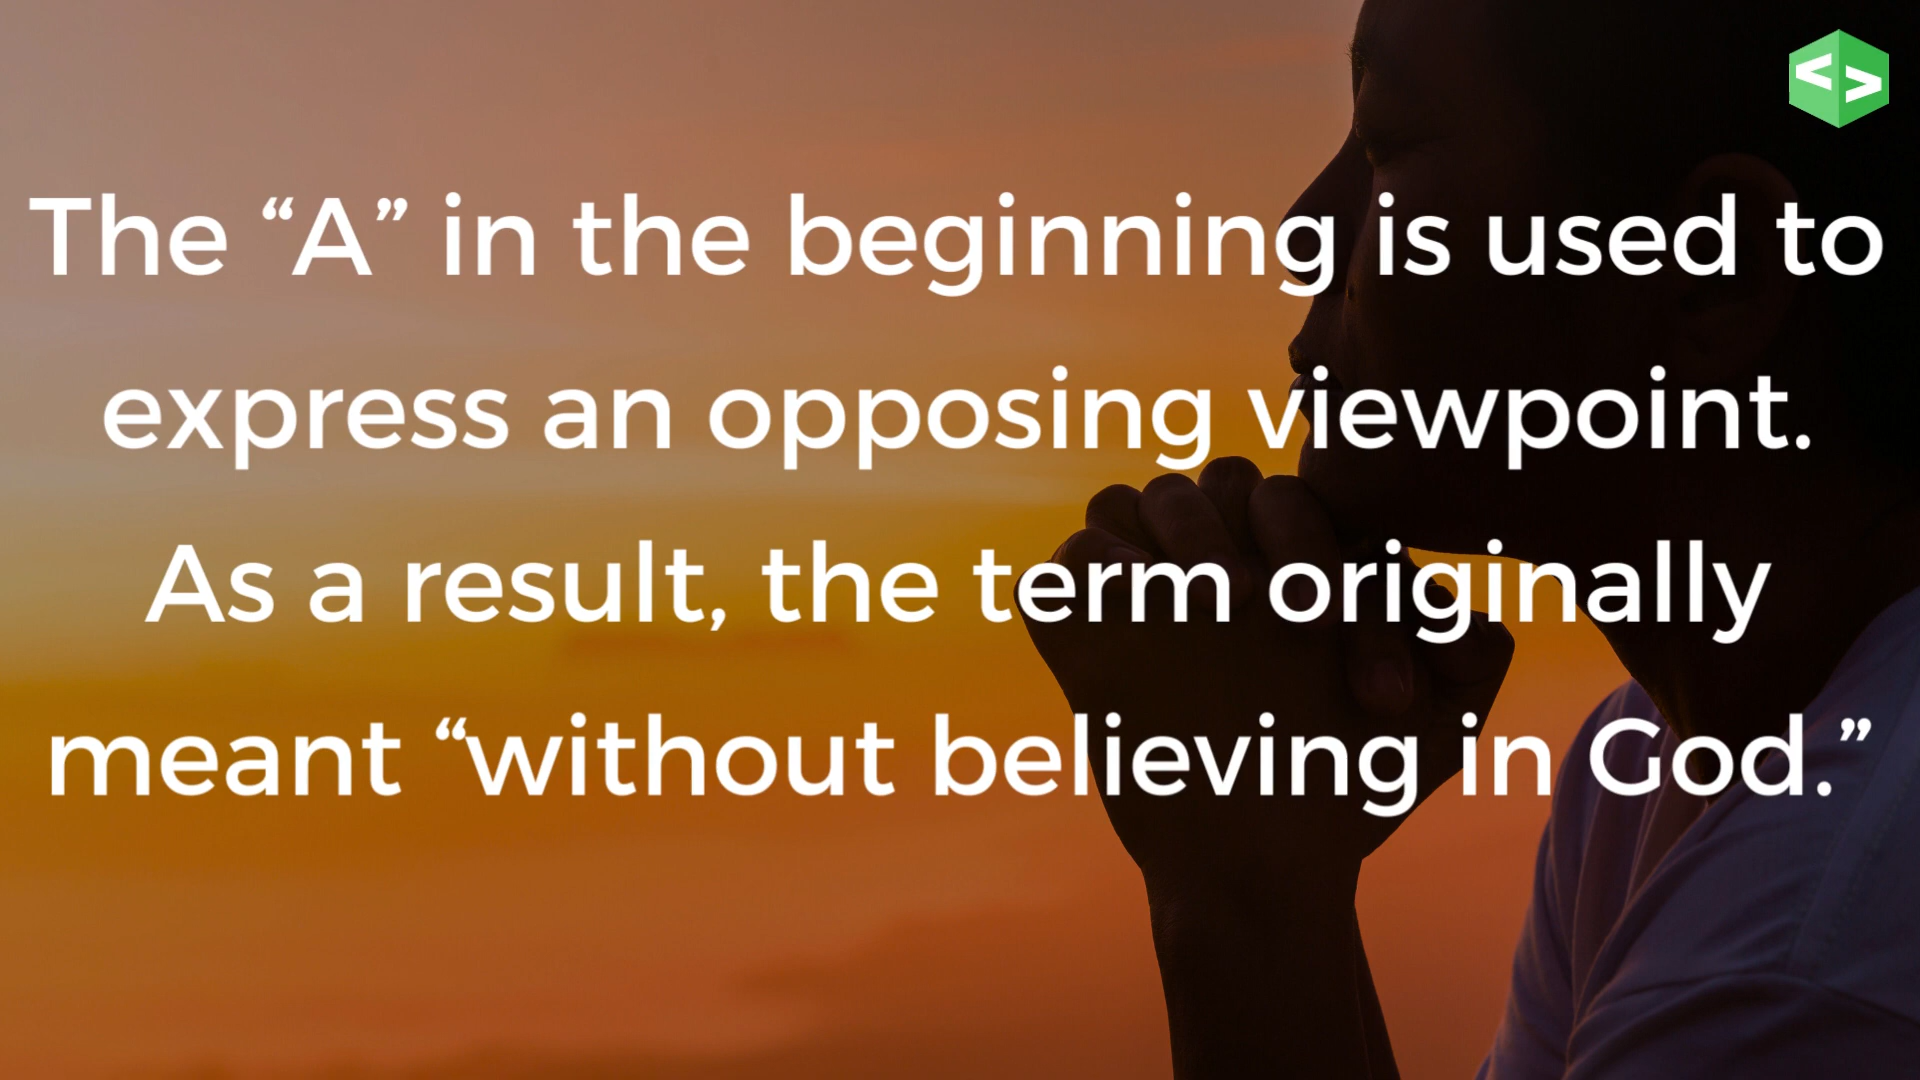 The “A” in the beginning is used to
express an opposing viewpoint.
As a result, the term originally
meant “without believing in God.”